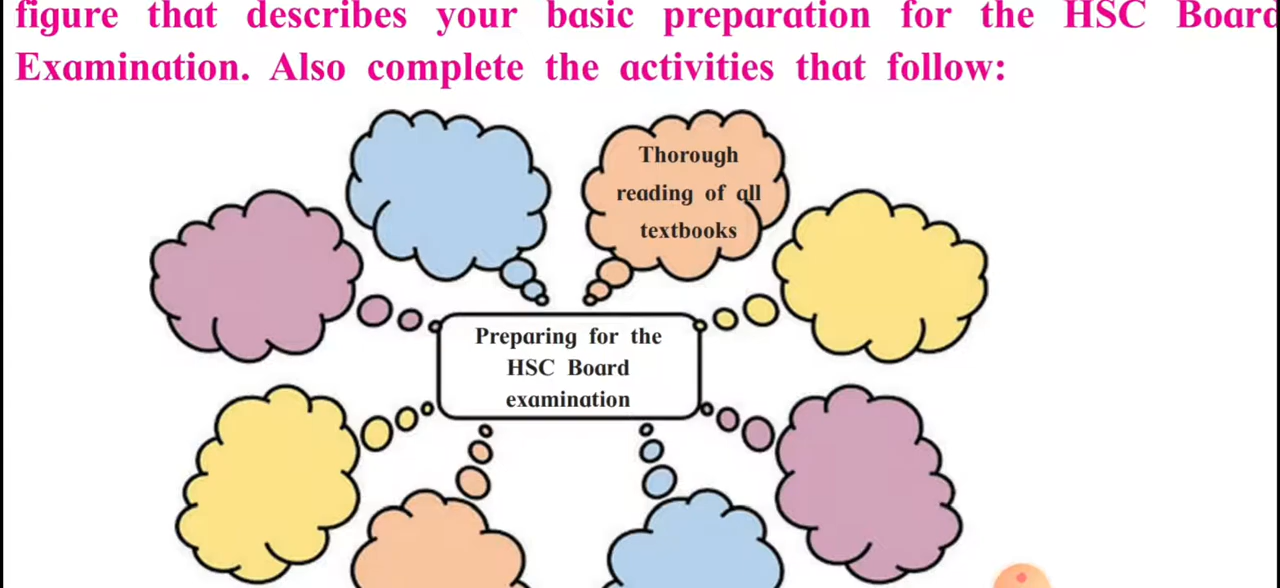 figure that describes your basic preparation for the HSC Board
Examination. Also complete the activities that follow:
Thorough
reading of all
textbooks
Preparing for the
HSC Board
examination